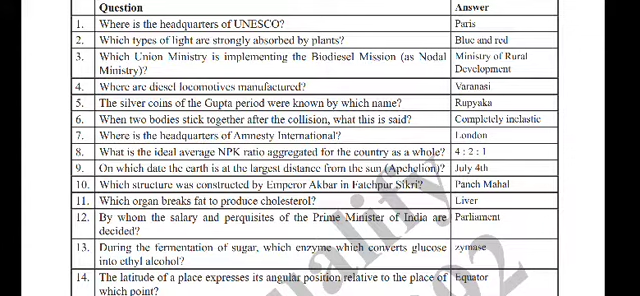 Question Answer
1. Where is the headquarters of UNESCO? Paris
2. Which types of light are strongly absorbed by plants? Blue and red
3. Which Union Ministry is implementing the Biodiesel Mission (as Nodal Ministry of Rural
Ministry)? Development
4. Where are diesel locomotives manufactured? Varanasi
5. The silver coins of the Gupta period were known by which name? Rupyaka
6. When two bodies stick together after the collision, what this is said? Completely inelastic
7. Where is the headquarters of Amnesty International? London
8. What is the ideal average NPK ratio aggregated for the country as a whole? 4 : 2 : 1
9. On which date the earth is at the largest distance from the sun (Aphelion)? July 4th
10. Which structure was constructed by Emperor Akbar in Fatehpur Sikri? Panch Mahal
11. Which organ breaks fat to produce cholesterol? Liver
12. By whom the salary and perquisites of the Prime Minister of India are Parliament
decided?
13. During the fermentation of sugar, which enzyme which converts glucose zymase
into ethyl alcohol?
14. The latitude of a place expresses its angular position relative to the place of Equator
which point?